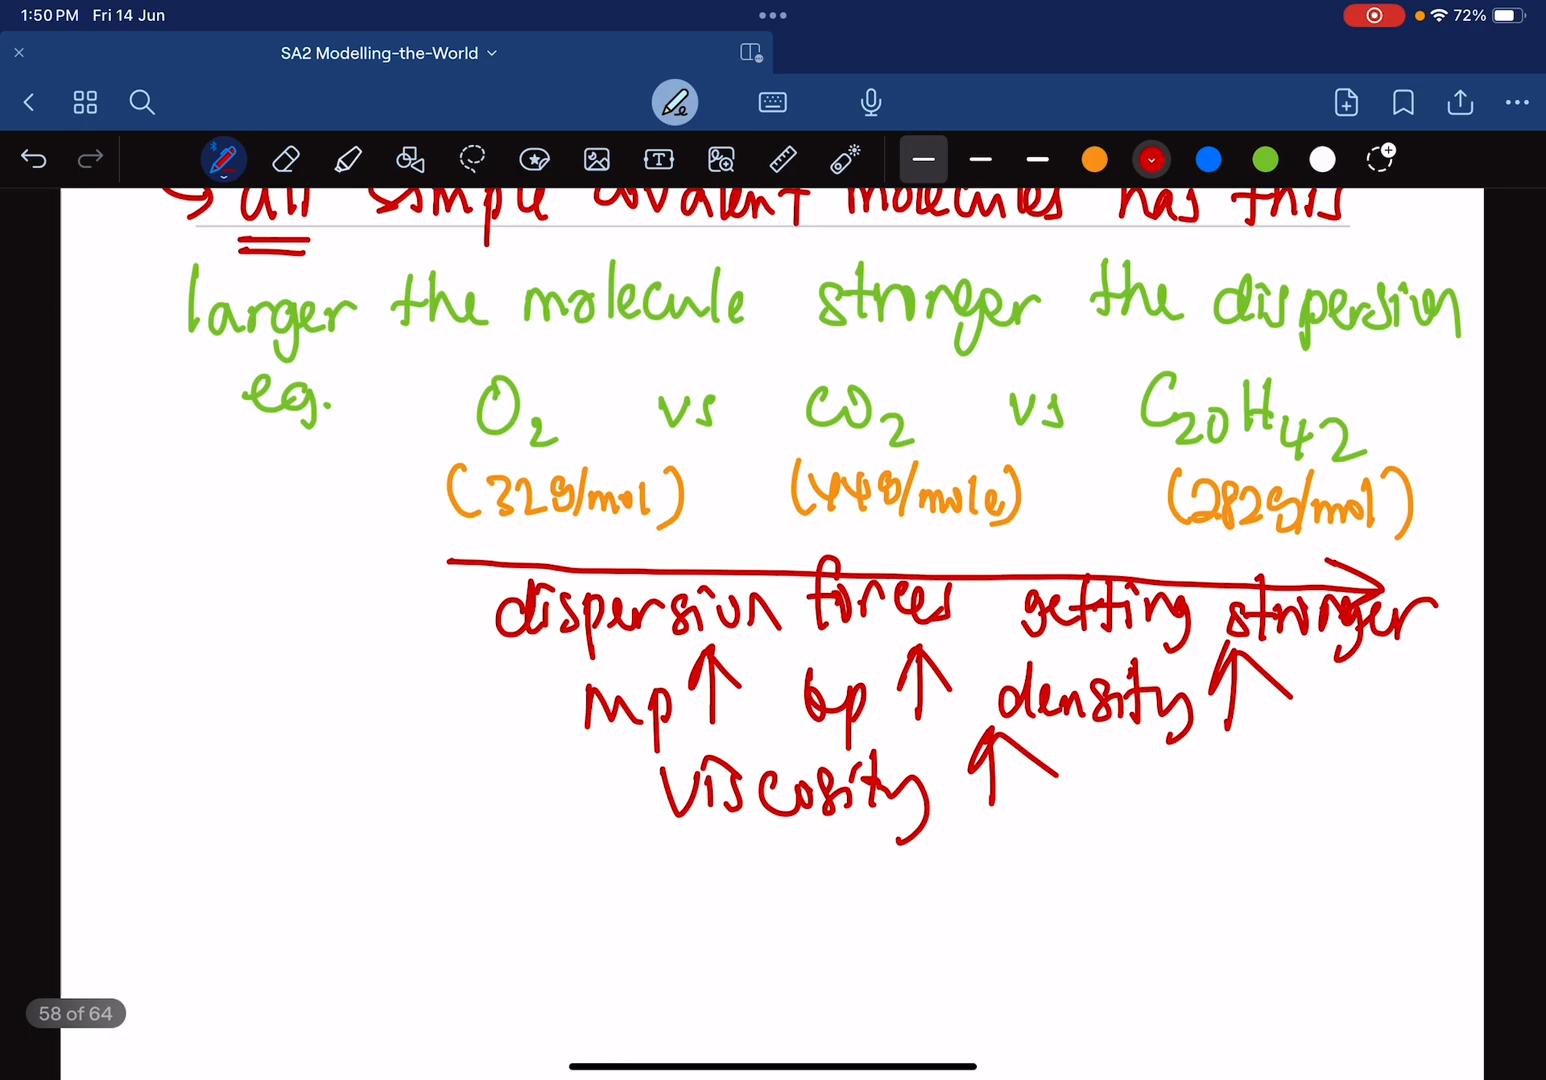 1:50 PM Fri 14 Jun
72%
SA2 Modelling-the-World
T
→ all simple covalent molecules has this
larger the molecule stronger the dispersion
eg. O₂ vs CO₂ vs C₂₀H₄₂
(32g/mol) (44g/mole) (282g/mol)
dispersion forces getting stronger
mp ↑ bp ↑ density ↑
viscosity ↑
58 of 64